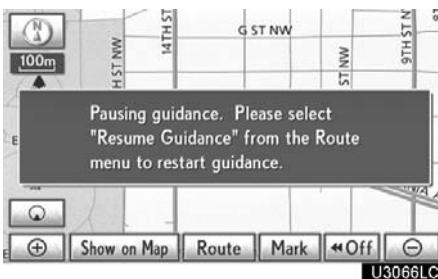 N
100m
14TH ST
H ST NW
G ST NW
ST NW
9TH ST N
Pausing guidance. Please select
"Resume Guidance" from the Route
menu to restart guidance.
Show on Map
Route
Mark
Off
U3066LC